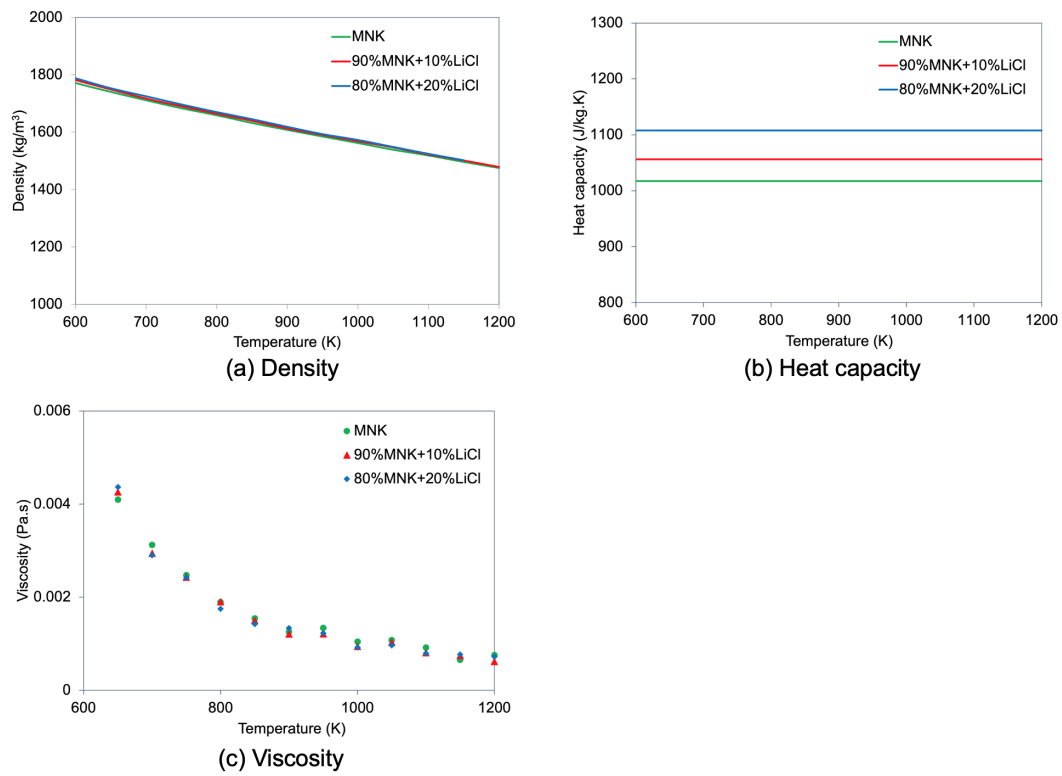 2000
1800
1600
1400
1200
1000
Density (kg/m³)
MNK
90%MNK+10%LiCl
80%MNK+20%LiCl
600 700 800 900 1000 1100 1200
Temperature (K)
(a) Density
1300
1200
1100
1000
900
800
Heat capacity (J/kg.K)
MNK
90%MNK+10%LiCl
80%MNK+20%LiCl
600 700 800 900 1000 1100 1200
Temperature (K)
(b) Heat capacity
0.006
0.004
0.002
0
Viscosity (Pa.s)
MNK
90%MNK+10%LiCl
80%MNK+20%LiCl
600 800 1000 1200
Temperature (K)
(c) Viscosity